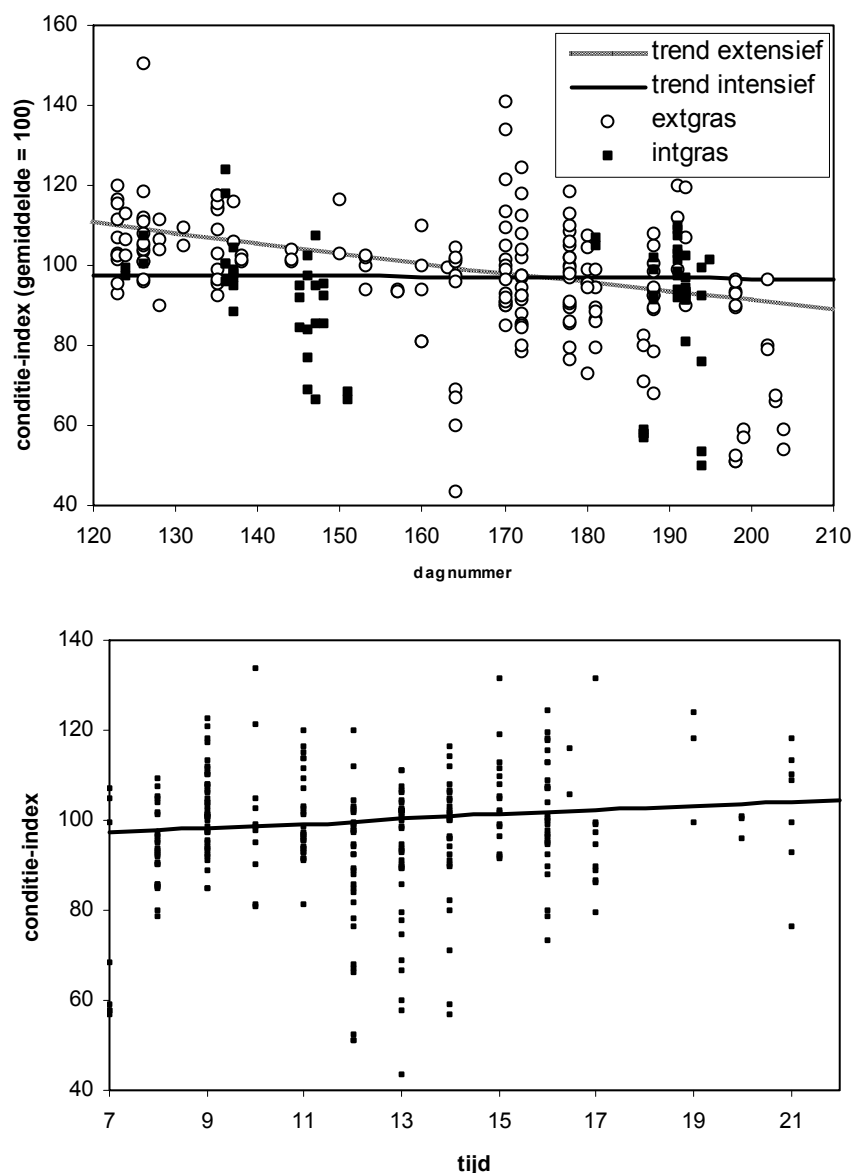 160
140
120
100
80
60
40
conditie-index (gemiddelde = 100)
trend extensief
trend intensief
extgras
intgras
120 130 140 150 160 170 180 190 200 210
dagnummer
140
120
100
80
60
40
conditie-index
7 9 11 13 15 17 19 21
tijd